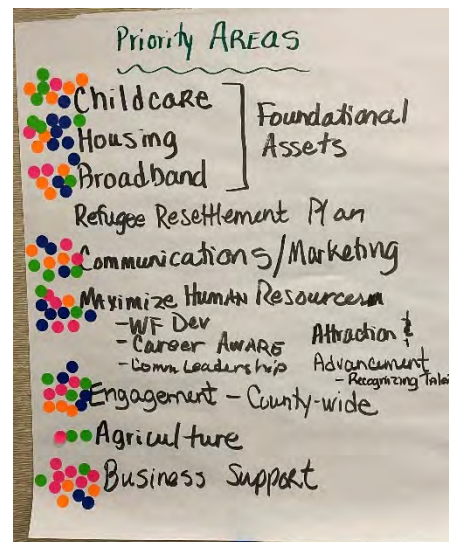 Priority AREAS
Childcare
Housing
Broadband
Foundational
Assets
Refugee Resettlement Plan
Communications/Marketing
Maximize Human Resources
-WF Dev
- Career AWARE
- Comm Leadership
Attraction &
Advancement
- Recognizing
Engagement - County-wide
Agriculture
Business Support